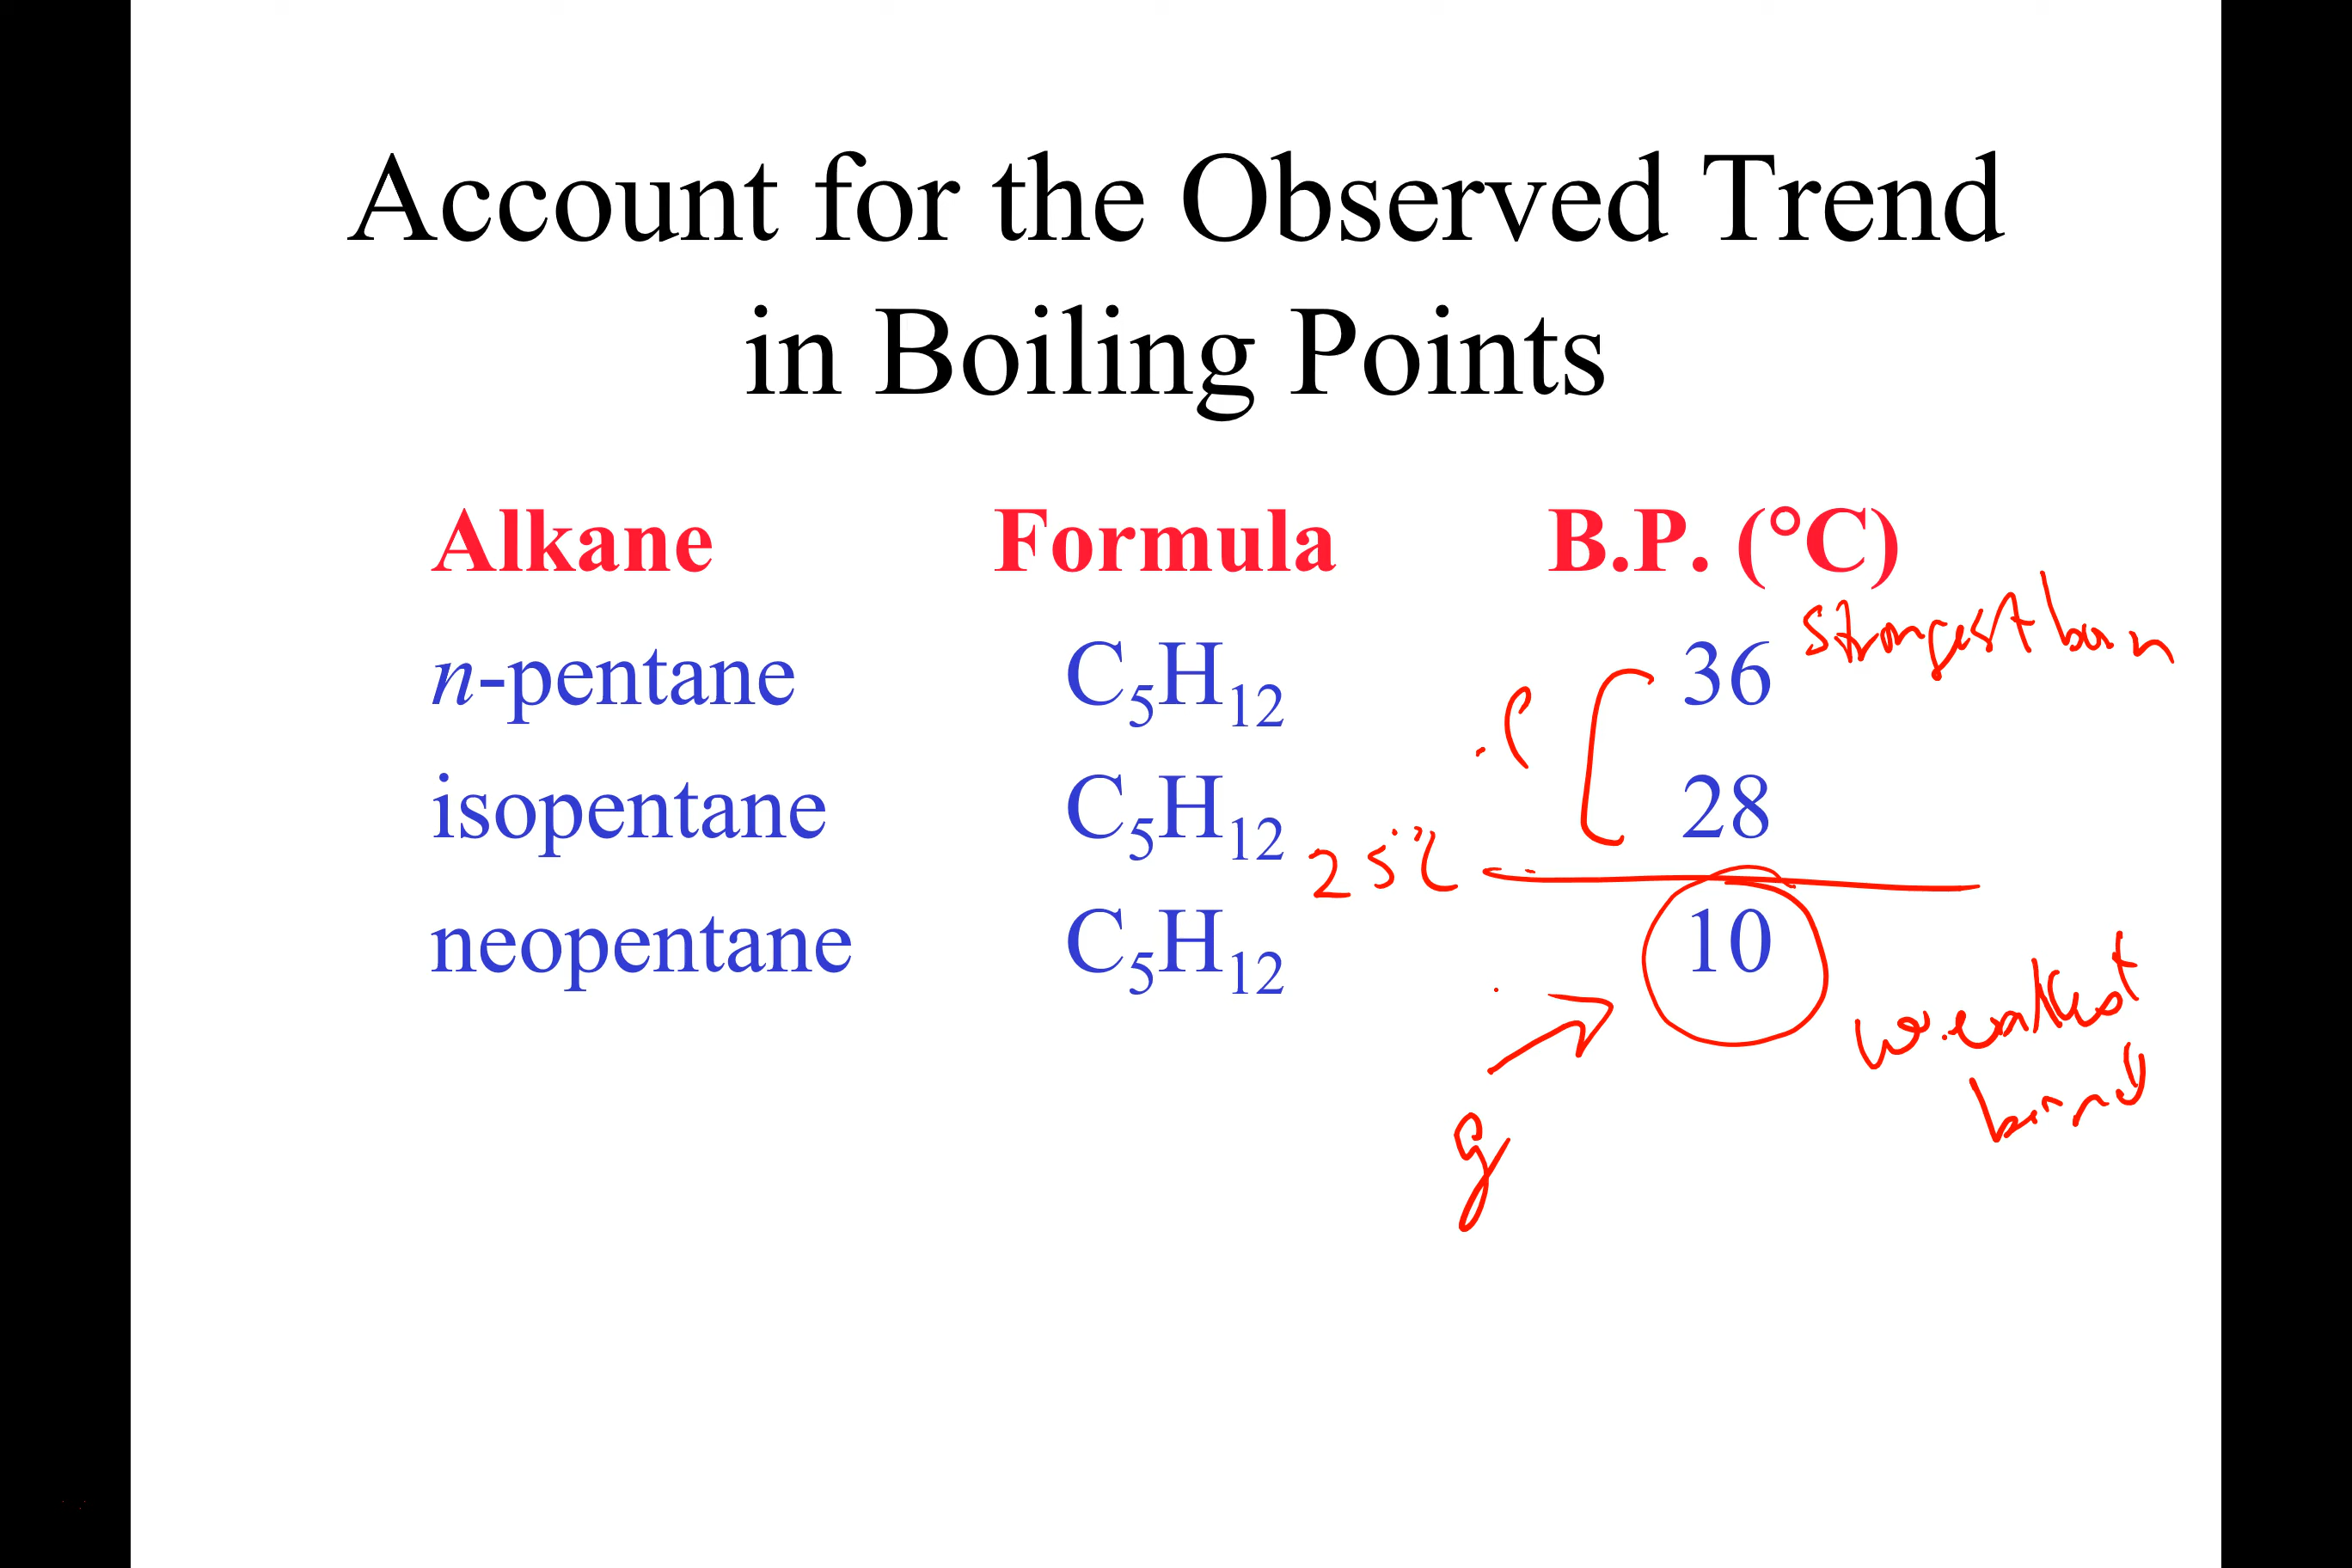 Account for the Observed Trend
in Boiling Points
Alkane Formula B.P. (°C)
strongest bon
n-pentane C₅H₁₂ 36
isopentane C₅H₁₂ 28
25°C
neopentane C₅H₁₂ 10
weakest
bond
g